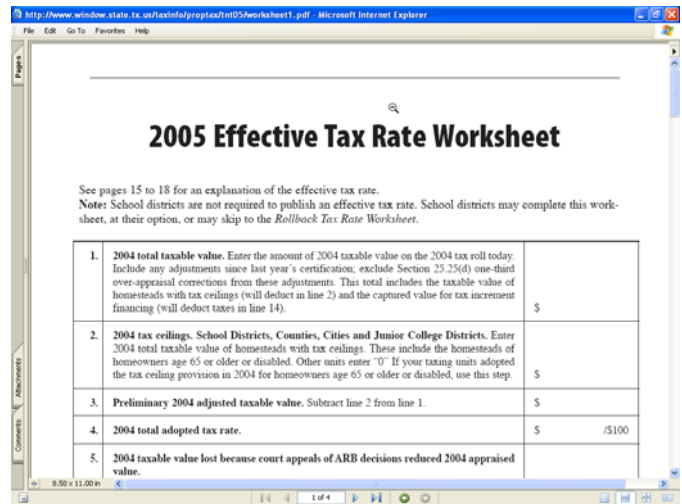 http://www.window.state.tx.us/taxinfo/proptax/tnt05/worksheet1.pdf - Microsoft Internet Explorer
File Edit Go To Favorites Help
Pages
2005 Effective Tax Rate Worksheet
See pages 15 to 18 for an explanation of the effective tax rate.
Note: School districts are not required to publish an effective tax rate. School districts may complete this work-
sheet, at their option, or may skip to the Rollback Tax Rate Worksheet.
1. 2004 total taxable value. Enter the amount of 2004 taxable value on the 2004 tax roll today.
Include any adjustments since last year's certification; exclude Section 25.25(d) one-third
over-appraisal corrections from these adjustments. This total includes the taxable value of
homesteads with tax ceilings (will deduct in line 2) and the captured value for tax increment
financing (will deduct taxes in line 14). $
2. 2004 tax ceilings. School Districts, Counties, Cities and Junior College Districts. Enter
2004 total taxable value of homesteads with tax ceilings. These include the homesteads of
homeowners age 65 or older or disabled. Other units enter "0" If your taxing units adopted
the tax ceiling provision in 2004 for homeowners age 65 or older or disabled, use this step. $
3. Preliminary 2004 adjusted taxable value. Subtract line 2 from line 1. $
4. 2004 total adopted tax rate. $ /$100
5. 2004 taxable value lost because court appeals of ARB decisions reduced 2004 appraised
value.
Attachments
Comments
8.50 x 11.00 in
1 of 4